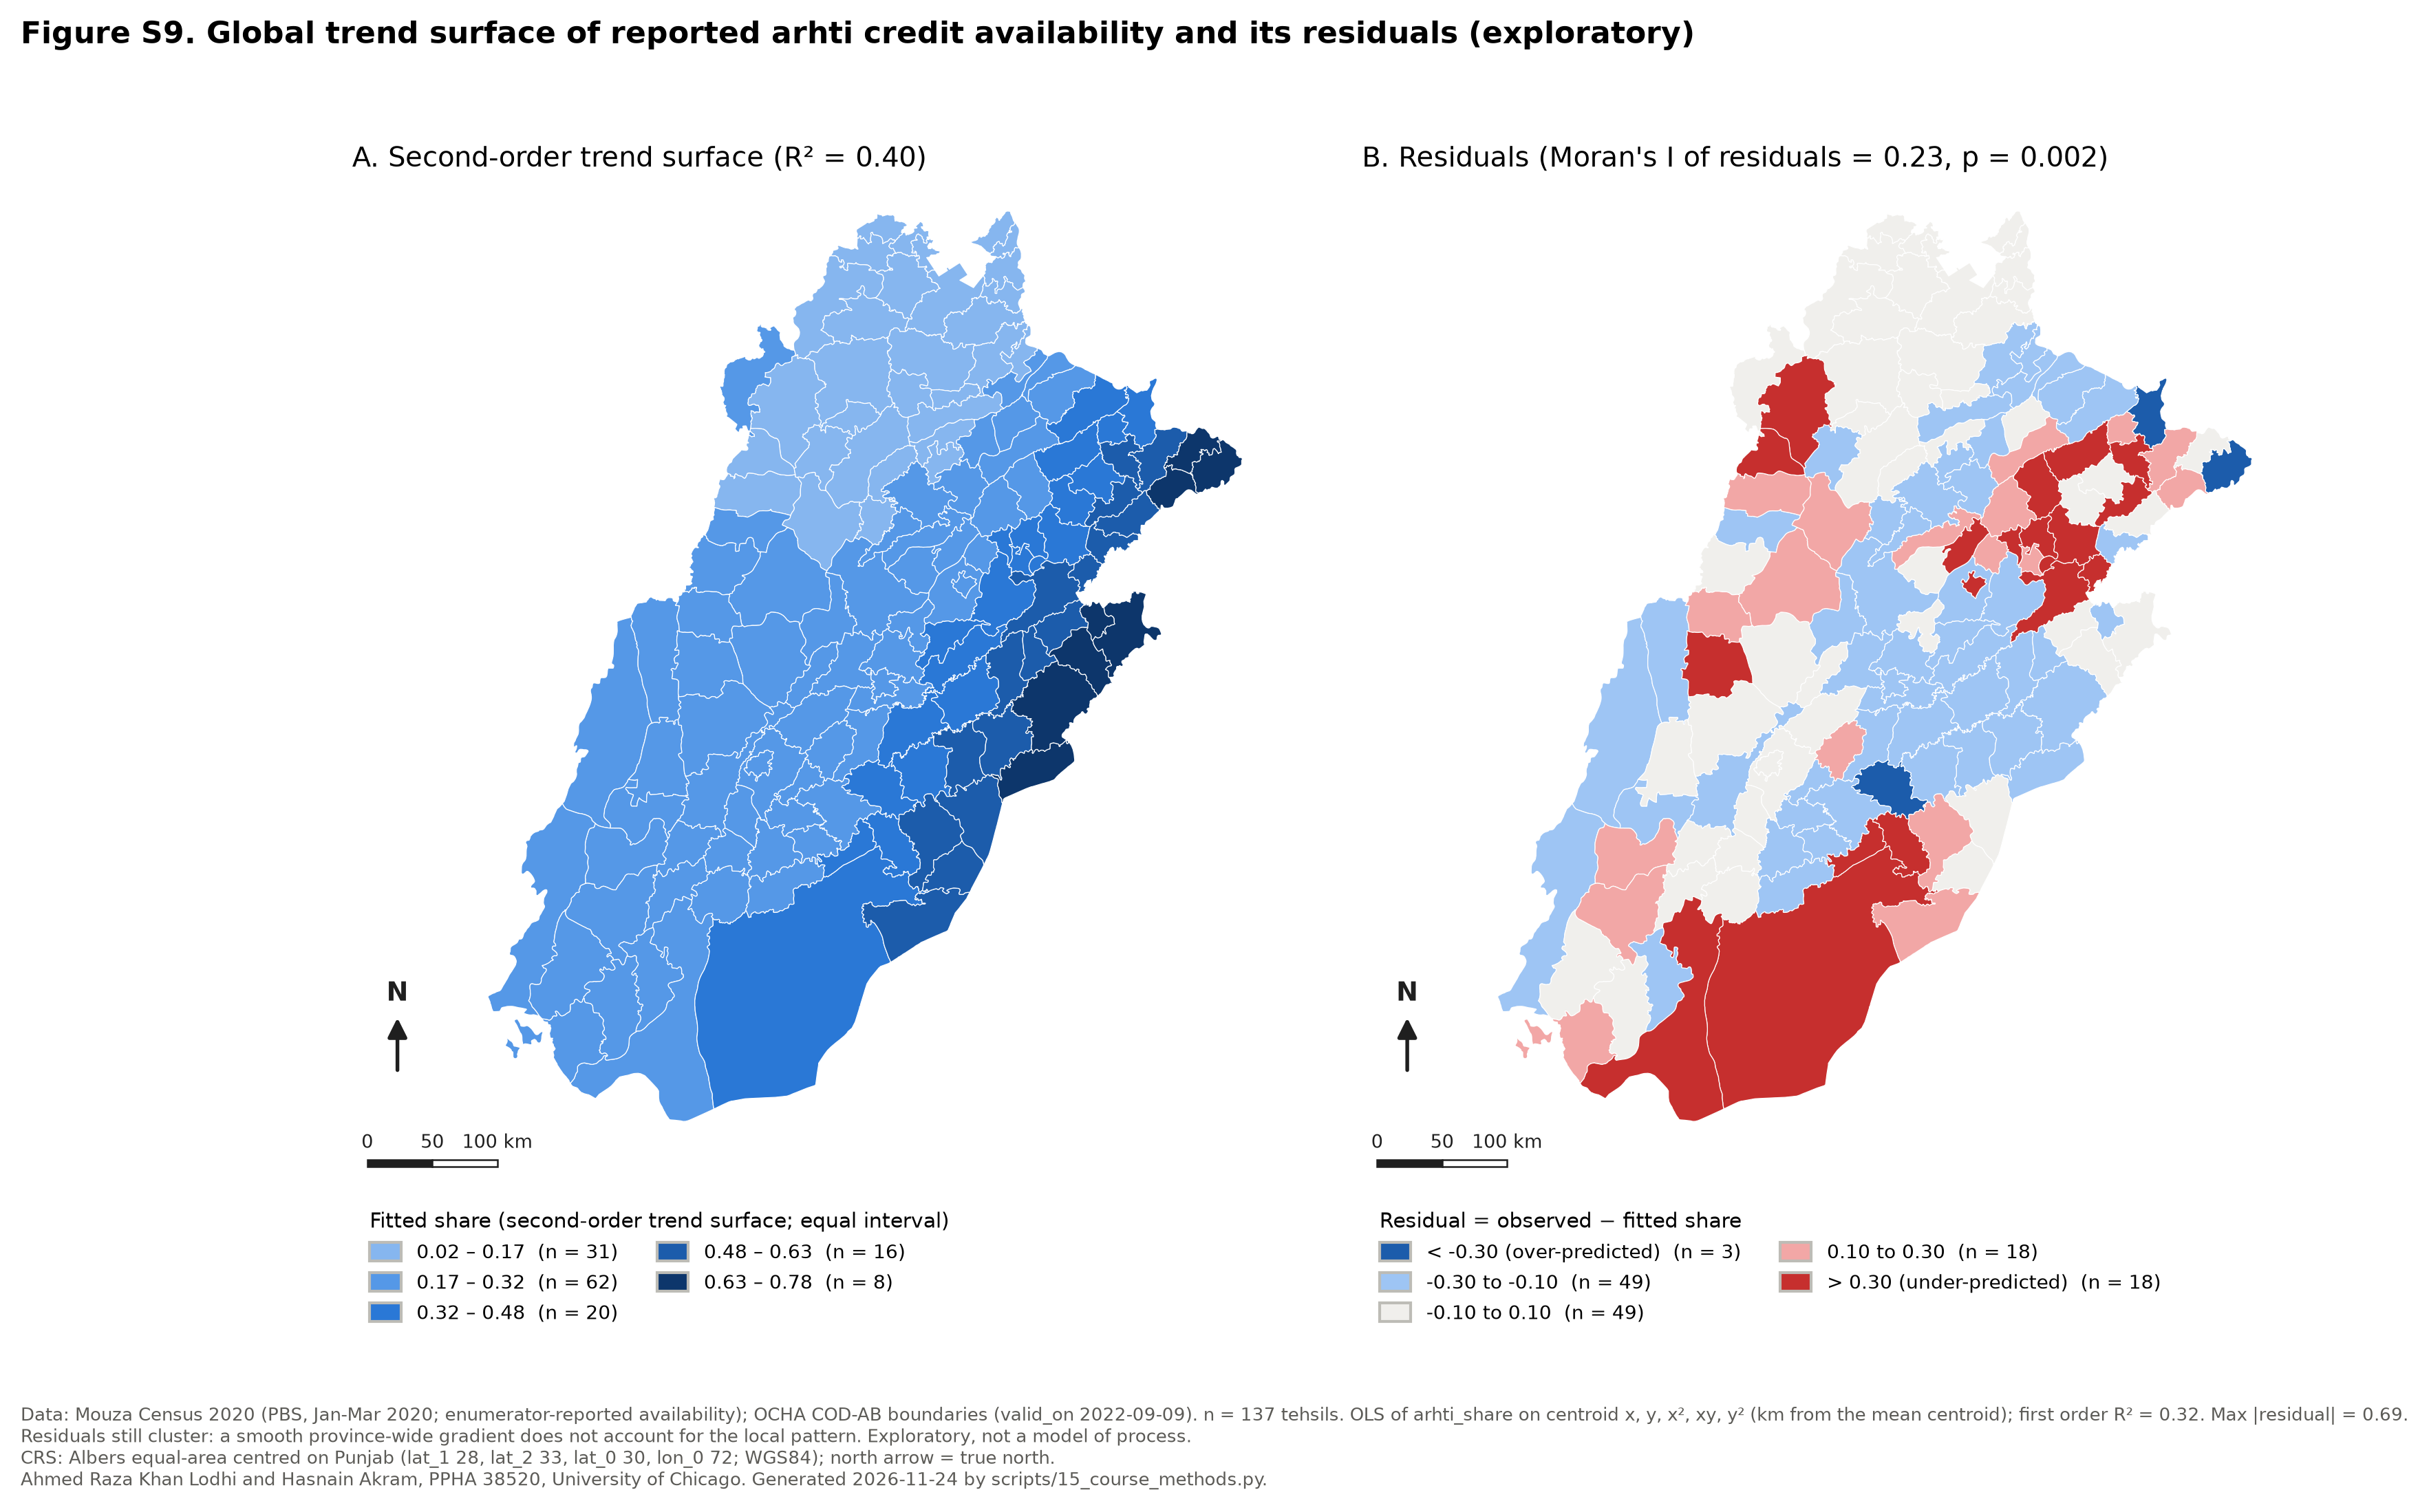 Figure S9. Global trend surface of reported arhti credit availability and its residuals (exploratory)
A. Second-order trend surface (R² = 0.40)
B. Residuals (Moran's I of residuals = 0.23, p = 0.002)
N
N
0 50 100 km
0 50 100 km
Fitted share (second-order trend surface; equal interval)
0.02 – 0.17 (n = 31)
0.17 – 0.32 (n = 62)
0.32 – 0.48 (n = 20)
0.48 – 0.63 (n = 16)
0.63 – 0.78 (n = 8)
Residual = observed − fitted share
< -0.30 (over-predicted) (n = 3)
-0.30 to -0.10 (n = 49)
-0.10 to 0.10 (n = 49)
0.10 to 0.30 (n = 18)
> 0.30 (under-predicted) (n = 18)
Data: Mouza Census 2020 (PBS, Jan-Mar 2020; enumerator-reported availability); OCHA COD-AB boundaries (valid_on 2022-09-09). n = 137 tehsils. OLS of arhti_share on centroid x, y, x², xy, y² (km from the mean centroid); first order R² = 0.32. Max |residual| = 0.69.
Residuals still cluster: a smooth province-wide gradient does not account for the local pattern. Exploratory, not a model of process.
CRS: Albers equal-area centred on Punjab (lat_1 28, lat_2 33, lat_0 30, lon_0 72; WGS84); north arrow = true north.
Ahmed Raza Khan Lodhi and Hasnain Akram, PPHA 38520, University of Chicago. Generated 2026-11-24 by scripts/15_course_methods.py.